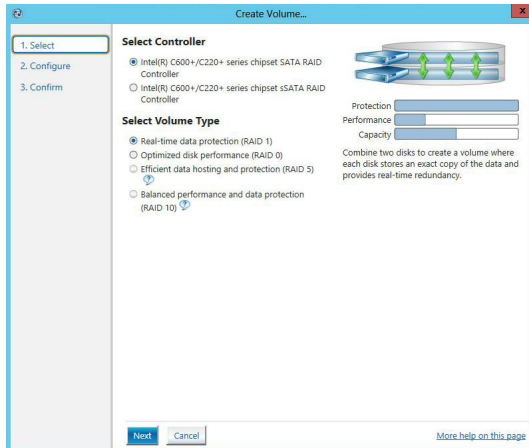 Create Volume...
x
1. Select
2. Configure
3. Confirm
Select Controller
Intel(R) C600+/C220+ series chipset SATA RAID
Controller
Intel(R) C600+/C220+ series chipset sSATA RAID
Controller
Select Volume Type
Real-time data protection (RAID 1)
Optimized disk performance (RAID 0)
Efficient data hosting and protection (RAID 5)
?
Balanced performance and data protection
(RAID 10) ?
Protection
Performance
Capacity
Combine two disks to create a volume where
each disk stores an exact copy of the data and
provides real-time redundancy.
Next
Cancel
More help on this page